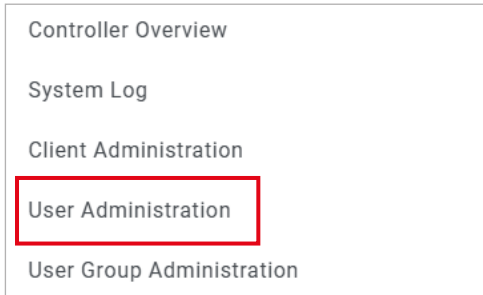 Controller Overview
System Log
Client Administration
User Administration
User Group Administration